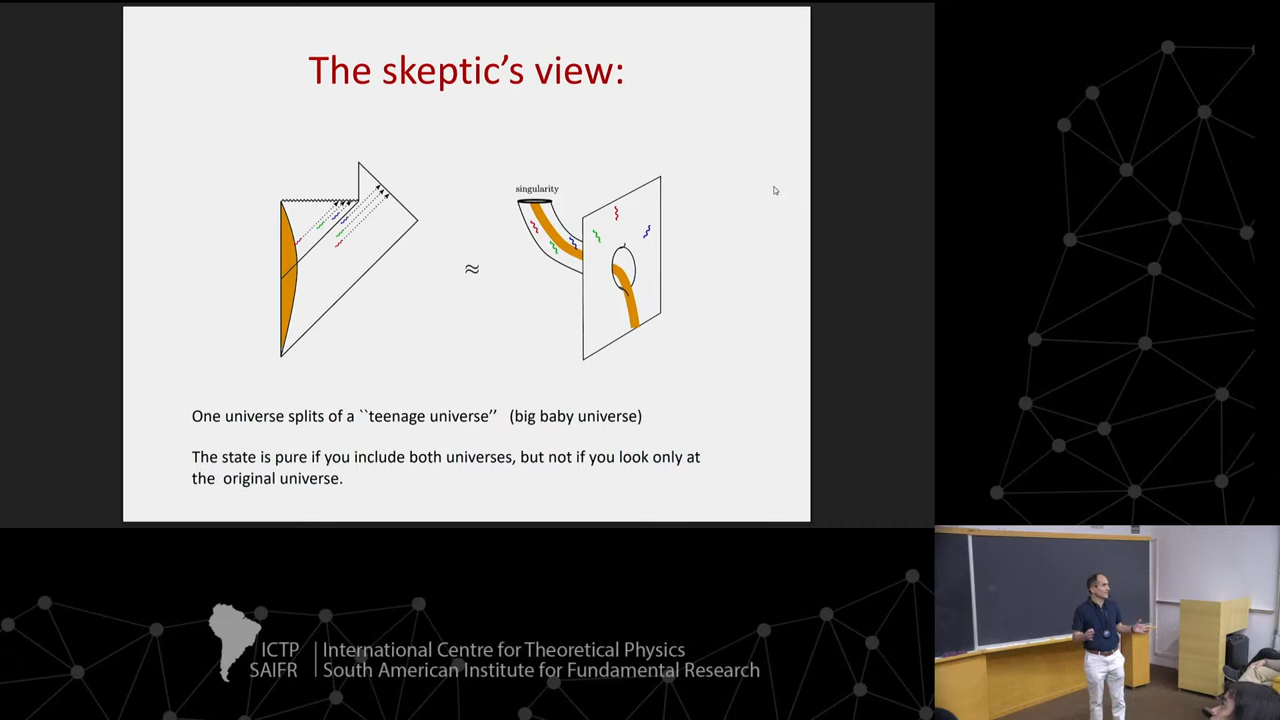 The skeptic's view:
singularity
≈
One universe splits of a ``teenage universe'' (big baby universe)
The state is pure if you include both universes, but not if you look only at
the original universe.
ICTP
SAIFR
International Centre for Theoretical Physics
South American Institute for Fundamental Research